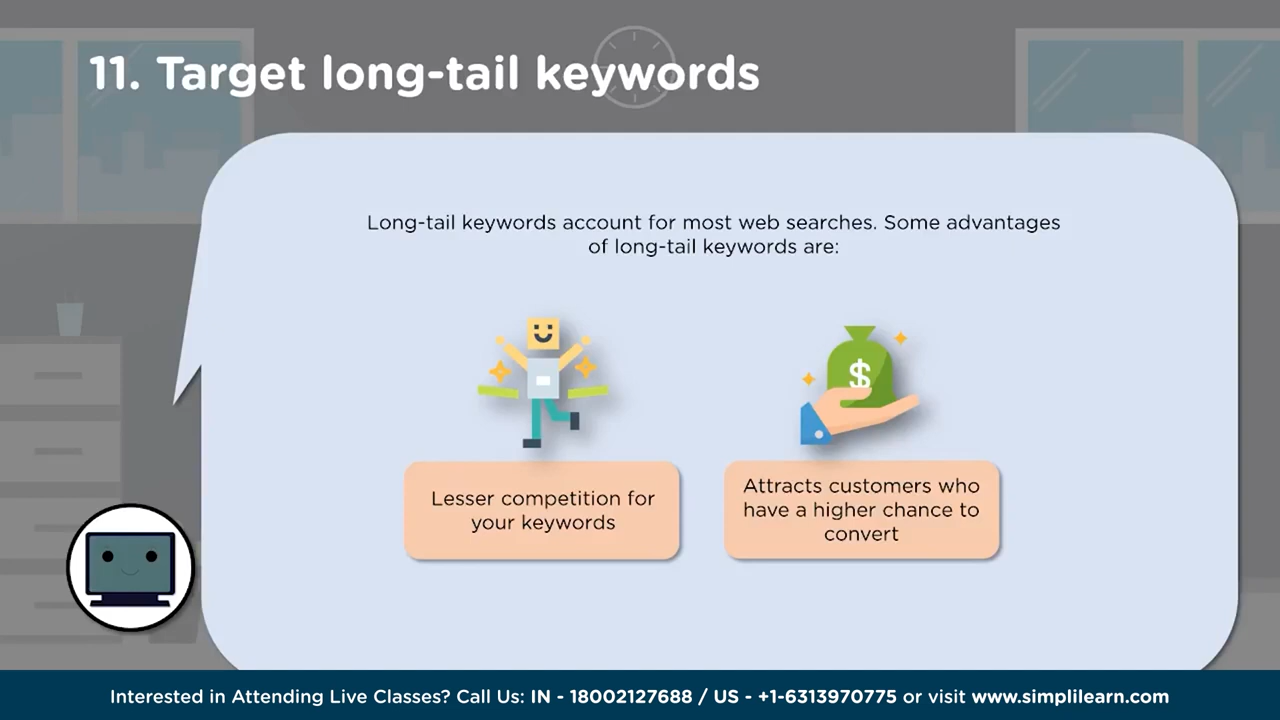 11. Target long-tail keywords
Long-tail keywords account for most web searches. Some advantages
of long-tail keywords are:
$
Lesser competition for
your keywords
Attracts customers who
have a higher chance to
convert
Interested in Attending Live Classes? Call Us: IN - 18002127688 / US - +1-6313970775 or visit www.simplilearn.com